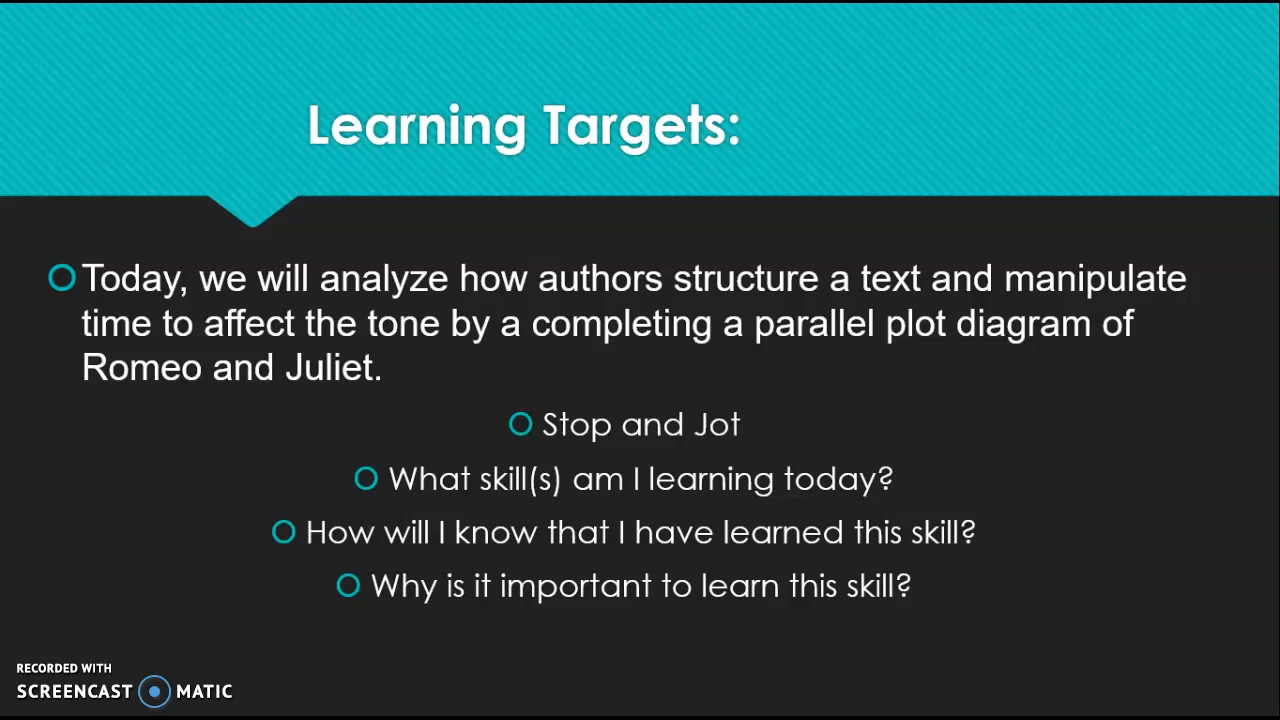 Learning Targets:
Today, we will analyze how authors structure a text and manipulate
time to affect the tone by a completing a parallel plot diagram of
Romeo and Juliet.
Stop and Jot
What skill(s) am I learning today?
How will I know that I have learned this skill?
Why is it important to learn this skill?
RECORDED WITH
SCREENCAST MATIC